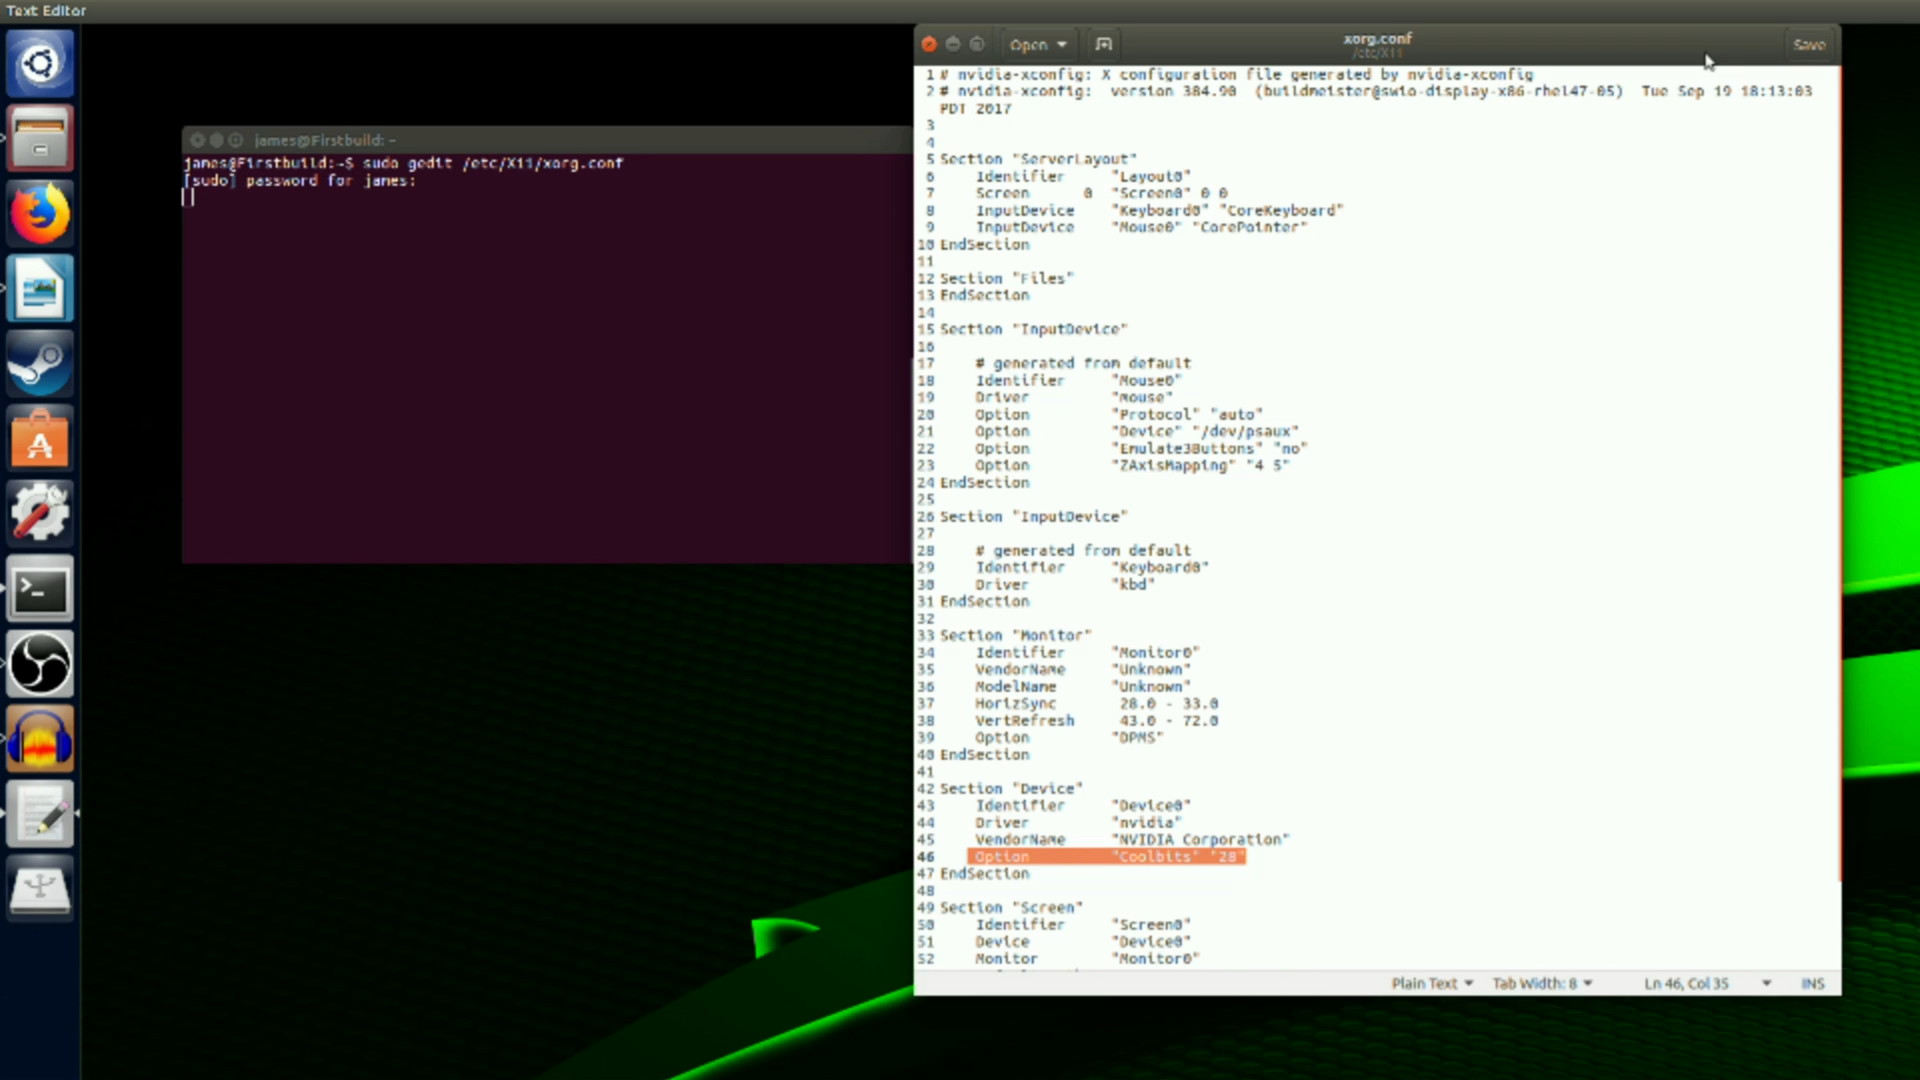 Text Editor
james@Firstbuild: ~
james@Firstbuild:~$ sudo gedit /etc/X11/xorg.conf
[sudo] password for james:
Open
xorg.conf
/etc/X11
Save
1 # nvidia-xconfig: X configuration file generated by nvidia-xconfig
2 # nvidia-xconfig:  version 384.90  (buildmeister@swio-display-x86-rhel47-05)  Tue Sep 19 18:13:03
PDT 2017
3
4
5 Section "ServerLayout"
6     Identifier     "Layout0"
7     Screen      0  "Screen0" 0 0
8     InputDevice    "Keyboard0" "CoreKeyboard"
9     InputDevice    "Mouse0" "CorePointer"
10 EndSection
11
12 Section "Files"
13 EndSection
14
15 Section "InputDevice"
16
17     # generated from default
18     Identifier     "Mouse0"
19     Driver         "mouse"
20     Option         "Protocol" "auto"
21     Option         "Device" "/dev/psaux"
22     Option         "Emulate3Buttons" "no"
23     Option         "ZAxisMapping" "4 5"
24 EndSection
25
26 Section "InputDevice"
27
28     # generated from default
29     Identifier     "Keyboard0"
30     Driver         "kbd"
31 EndSection
32
33 Section "Monitor"
34     Identifier     "Monitor0"
35     VendorName     "Unknown"
36     ModelName      "Unknown"
37     HorizSync       28.0 - 33.0
38     VertRefresh     43.0 - 72.0
39     Option         "DPMS"
40 EndSection
41
42 Section "Device"
43     Identifier     "Device0"
44     Driver         "nvidia"
45     VendorName     "NVIDIA Corporation"
46     Option         "Coolbits" "28"
47 EndSection
48
49 Section "Screen"
50     Identifier     "Screen0"
51     Device         "Device0"
52     Monitor        "Monitor0"
Plain Text
Tab Width: 8
Ln 46, Col 35
INS